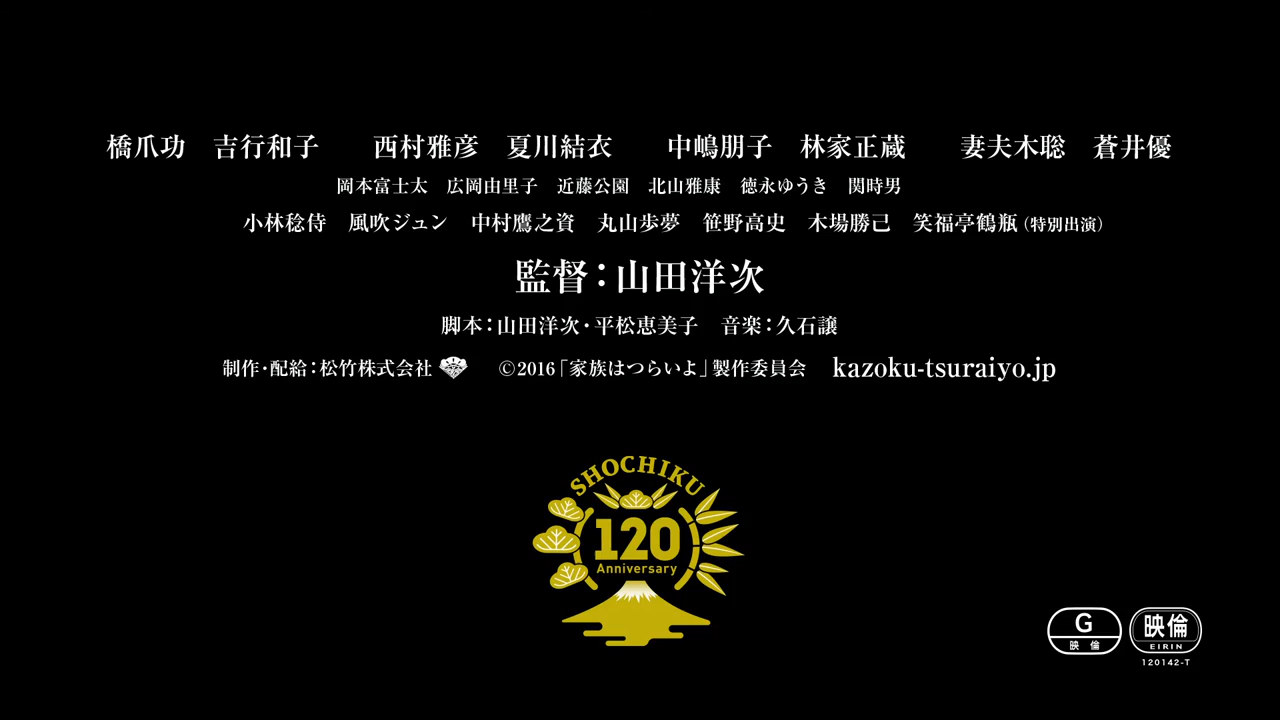 橋爪功　吉行和子　　西村雅彦　夏川結衣　　中嶋朋子　林家正蔵　　妻夫木聡　蒼井優
岡本富士太　広岡由里子　近藤公園　北山雅康　徳永ゆうき　関時男
小林稔侍　風吹ジュン　中村鷹之資　丸山歩夢　笹野高史　木場勝己　笑福亭鶴瓶（特別出演）
監督：山田洋次
脚本：山田洋次・平松恵美子　音楽：久石譲
制作・配給：松竹株式会社　©2016「家族はつらいよ」製作委員会　kazoku-tsuraiyo.jp
SHOCHIKU
120
Anniversary
G
映倫
映倫
EIRIN
120142-T